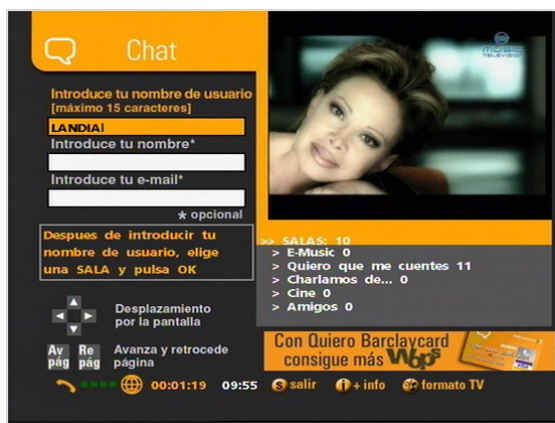 Chat
MUSIC
TELEVISION
Introduce tu nombre de usuario
[máximo 15 caracteres]
LANDIA
Introduce tu nombre*
Introduce tu e-mail*
* opcional
Despues de introducir tu
nombre de usuario, elige
una SALA y pulsa OK
>> SALAS: 10
> E-Music 0
> Quiero que me cuentes 11
> Charlamos de... 0
> Cine 0
> Amigos 0
Desplazamiento
por la pantalla
Av pág Re pág Avanza y retrocede
página
Con Quiero Barclaycard
consigue más Wops
00:01:19 09:55 S salir i + info formato TV